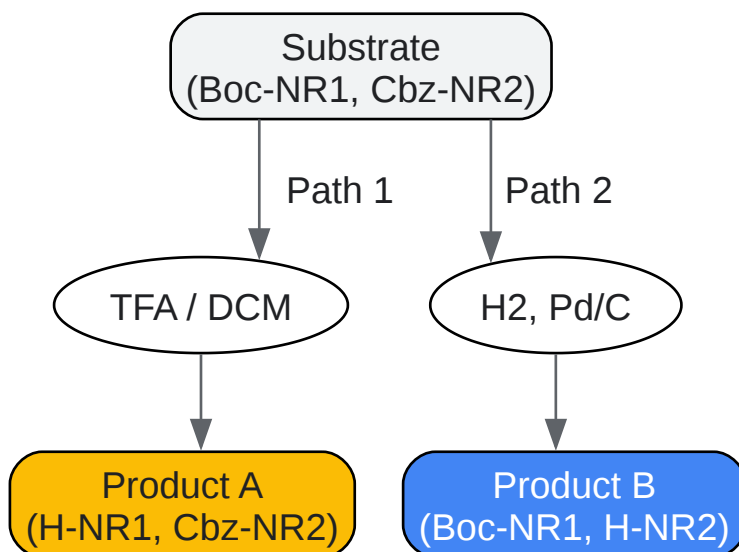 Substrate
(Boc-NR1, Cbz-NR2)
Path 1
Path 2
TFA / DCM
H2, Pd/C
Product A
(H-NR1, Cbz-NR2)
Product B
(Boc-NR1, H-NR2)